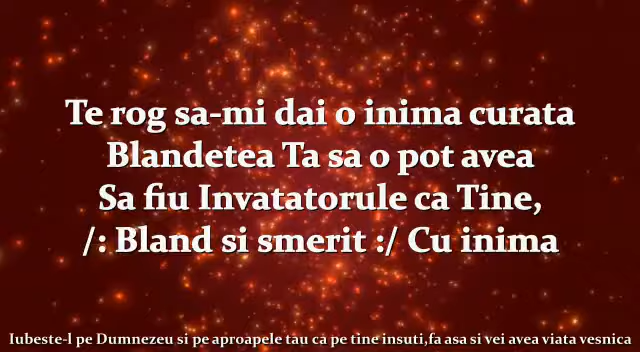 Te rog sa-mi dai o inima curata
Blandetea Ta sa o pot avea
Sa fiu Invatatorule ca Tine,
/: Bland si smerit :/ Cu inima
Iubeste-l pe Dumnezeu si pe aproapele tau ca pe tine insuti,fa asa si vei avea viata vesnica